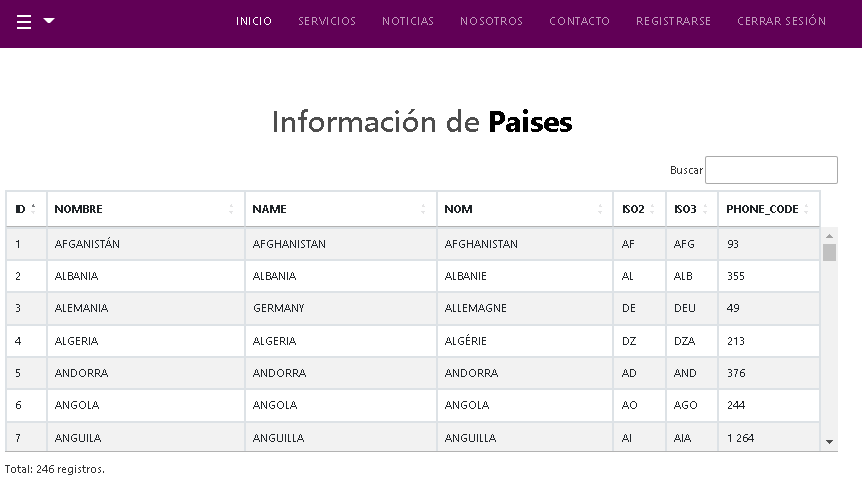 INICIO SERVICIOS NOTICIAS NOSOTROS CONTACTO REGISTRARSE CERRAR SESIÓN
Información de Paises
Buscar
ID NOMBRE NAME NOM ISO2 ISO3 PHONE_CODE
1 AFGANISTÁN AFGHANISTAN AFGHANISTAN AF AFG 93
2 ALBANIA ALBANIA ALBANIE AL ALB 355
3 ALEMANIA GERMANY ALLEMAGNE DE DEU 49
4 ALGERIA ALGERIA ALGÉRIE DZ DZA 213
5 ANDORRA ANDORRA ANDORRA AD AND 376
6 ANGOLA ANGOLA ANGOLA AO AGO 244
7 ANGUILA ANGUILLA ANGUILLA AI AIA 1 264
Total: 246 registros.